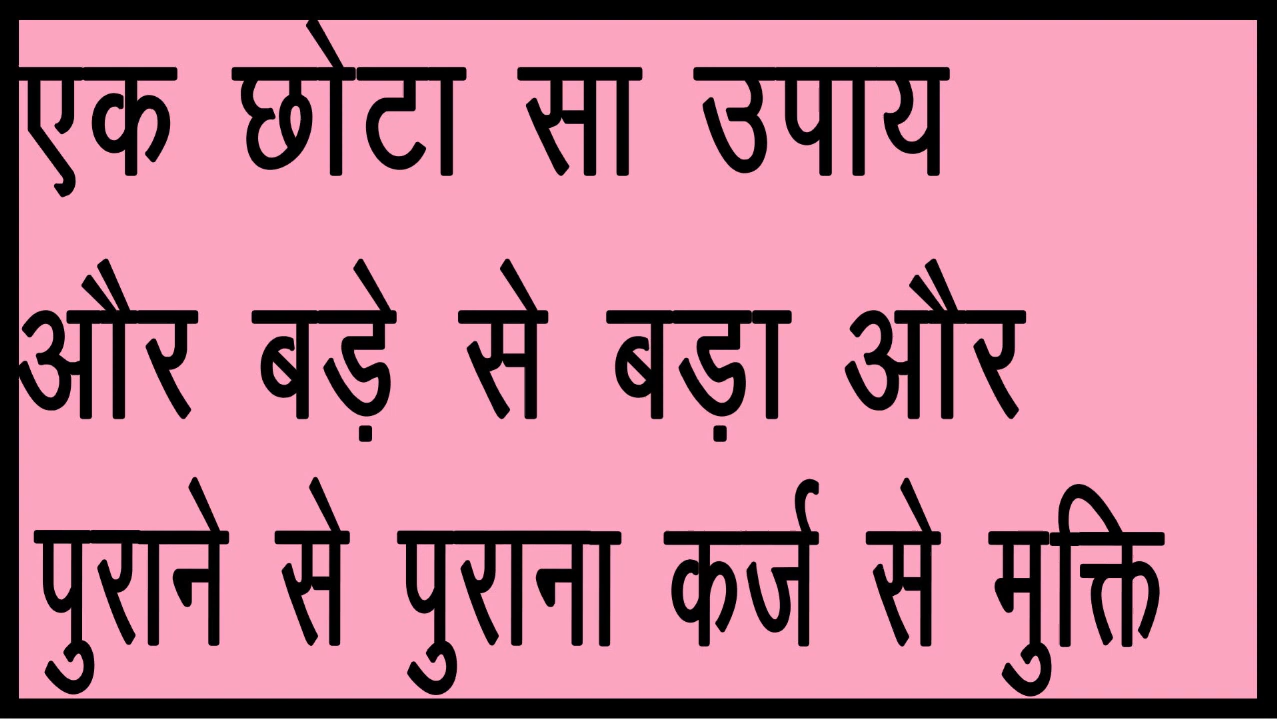 एक छोटा सा उपाय
और बड़े से बड़ा और
पुराने से पुराना कर्ज से मुक्ति